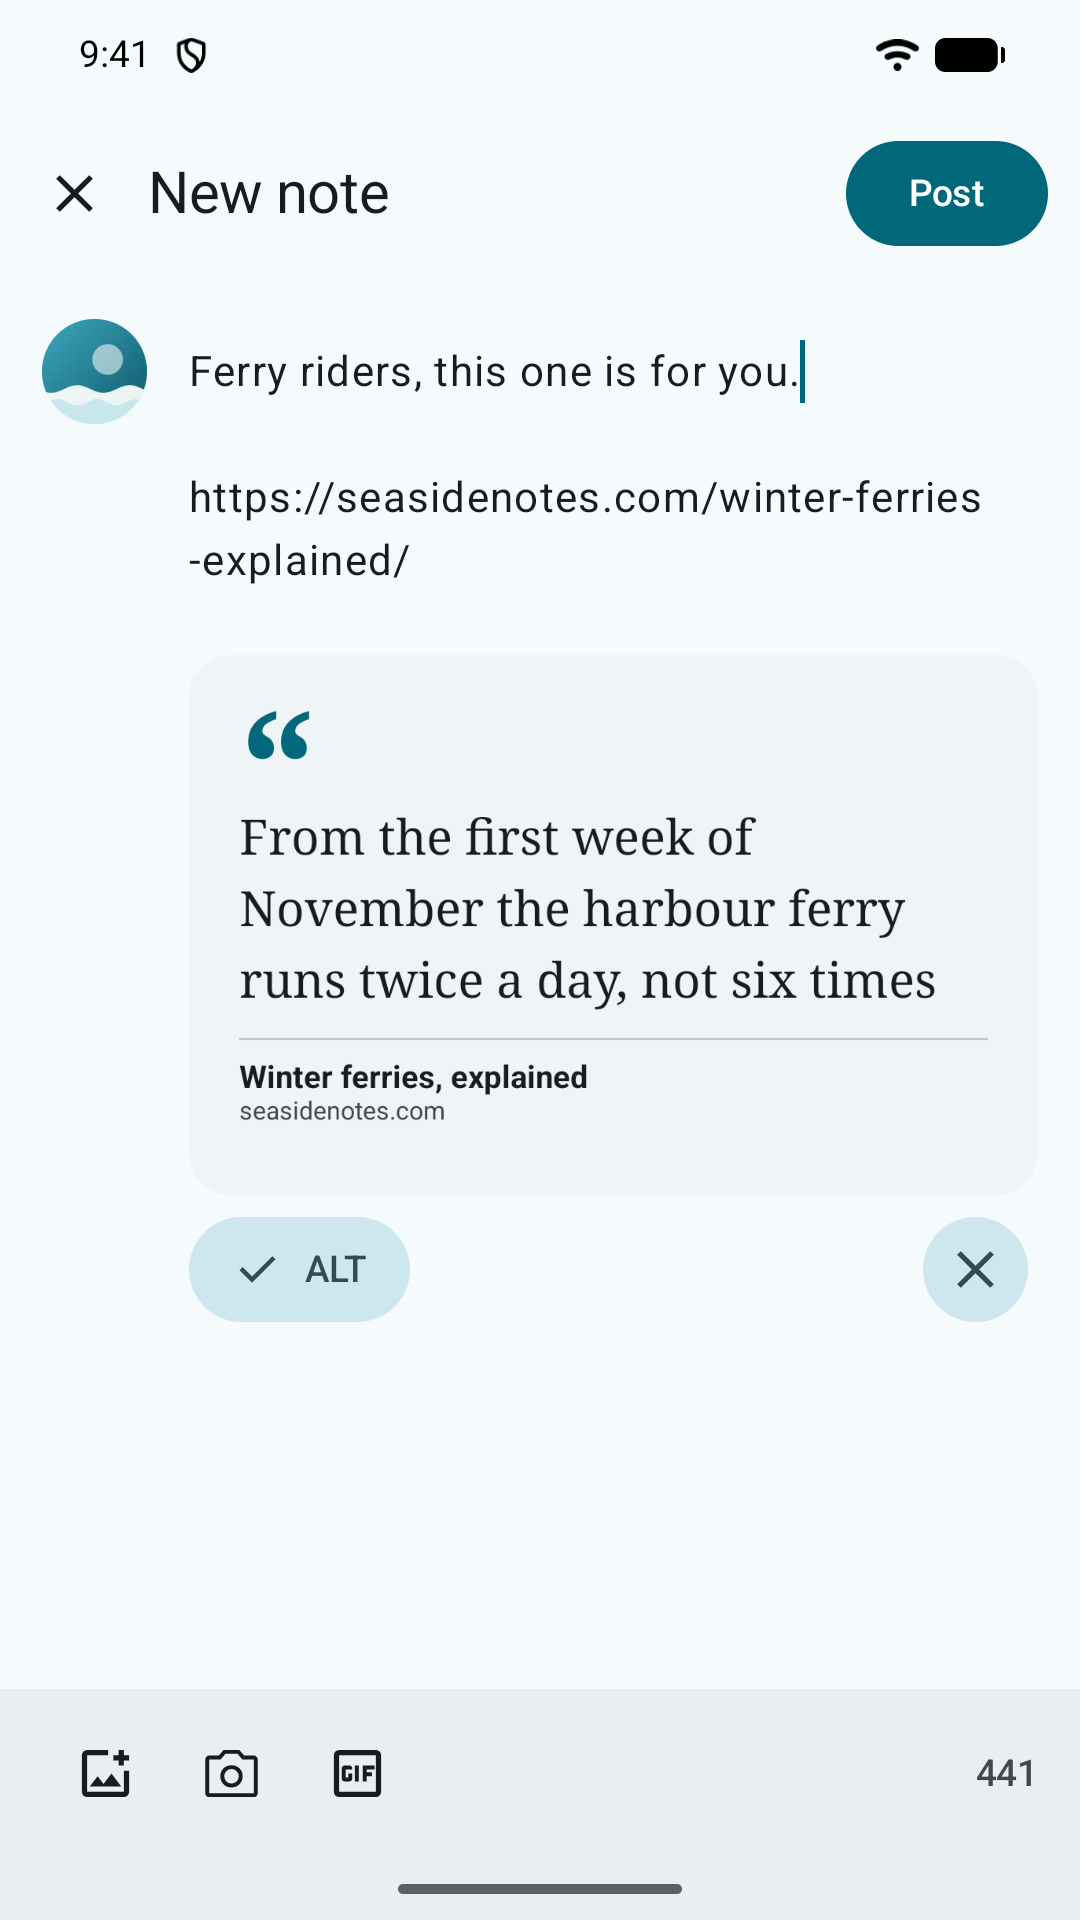 9:41
New note
Post
Ferry riders, this one is for you.
https://seasidenotes.com/winter-ferries
-explained/
“
From the first week of
November the harbour ferry
runs twice a day, not six times
Winter ferries, explained
seasidenotes.com
ALT
GIF
441